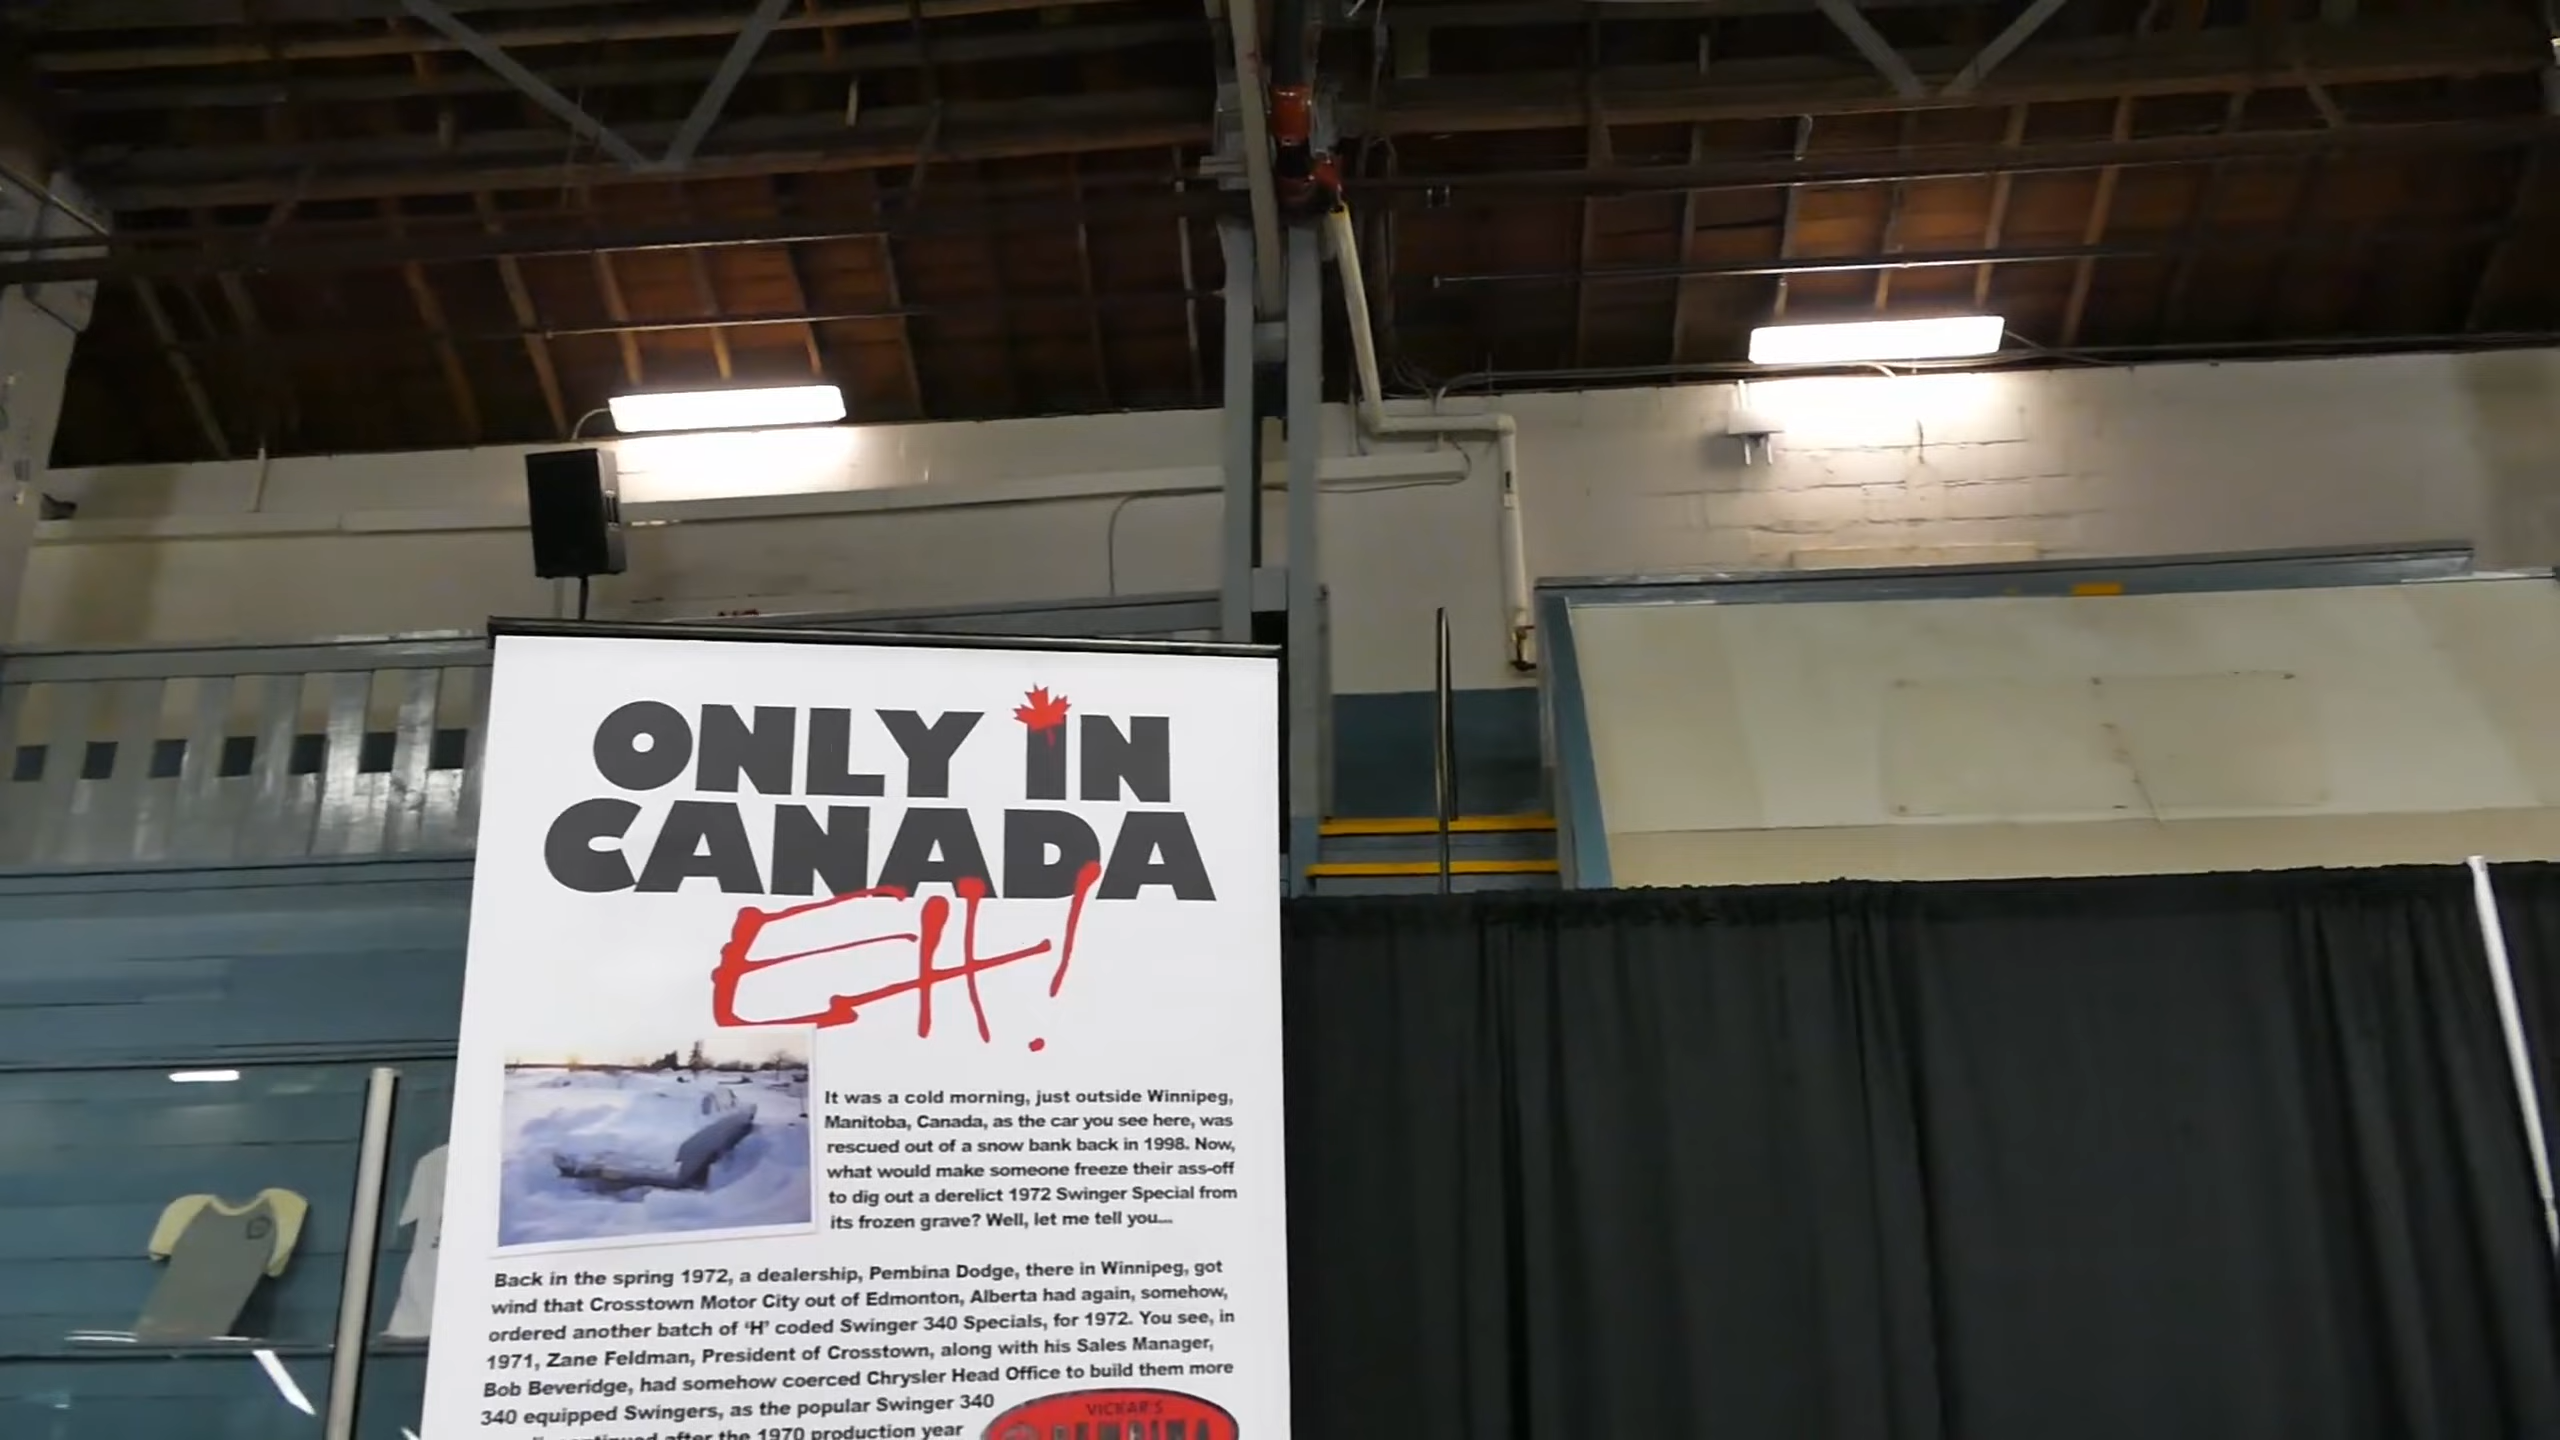 ONLY IN
CANADA
EH!
It was a cold morning, just outside Winnipeg,
Manitoba, Canada, as the car you see here, was
rescued out of a snow bank back in 1998. Now,
what would make someone freeze their ass-off
to dig out a derelict 1972 Swinger Special from
its frozen grave? Well, let me tell you...
Back in the spring 1972, a dealership, Pembina Dodge, there in Winnipeg, got
wind that Crosstown Motor City out of Edmonton, Alberta had again, somehow,
ordered another batch of ‘H’ coded Swinger 340 Specials, for 1972. You see, in
1971, Zane Feldman, President of Crosstown, along with his Sales Manager,
Bob Beveridge, had somehow coerced Chrysler Head Office to build them more
340 equipped Swingers, as the popular Swinger 340
after the 1970 production year
VICKAR'S
PEMBINA